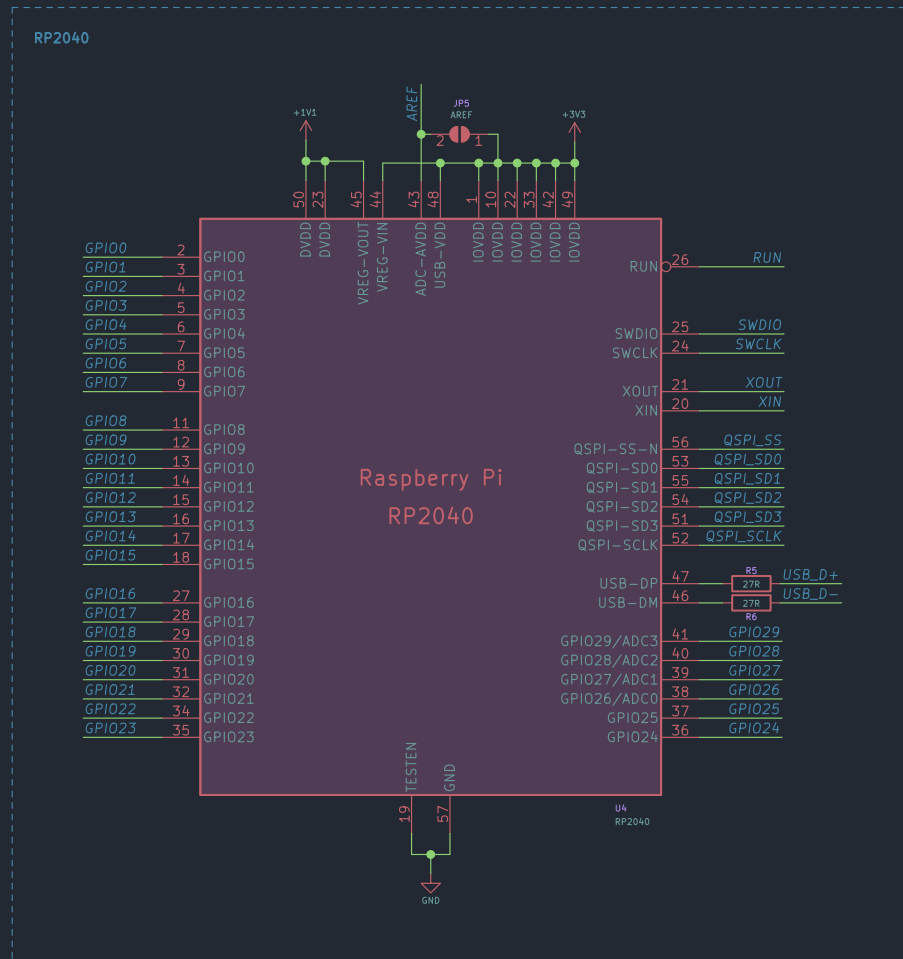 RP2040
AREF
JP5
AREF
+1V1
+3V3
2 1
50 23 45 44 43 48 1 10 22 33 42 49
DVDD DVDD VREG-VOUT VREG-VIN ADC-AVDD USB-VDD IOVDD IOVDD IOVDD IOVDD IOVDD IOVDD
GPIO0 2 GPIO0
GPIO1 3 GPIO1
GPIO2 4 GPIO2
GPIO3 5 GPIO3
GPIO4 6 GPIO4
GPIO5 7 GPIO5
GPIO6 8 GPIO6
GPIO7 9 GPIO7
GPIO8 11 GPIO8
GPIO9 12 GPIO9
GPIO10 13 GPIO10
GPIO11 14 GPIO11
GPIO12 15 GPIO12
GPIO13 16 GPIO13
GPIO14 17 GPIO14
GPIO15 18 GPIO15
GPIO16 27 GPIO16
GPIO17 28 GPIO17
GPIO18 29 GPIO18
GPIO19 30 GPIO19
GPIO20 31 GPIO20
GPIO21 32 GPIO21
GPIO22 34 GPIO22
GPIO23 35 GPIO23
Raspberry Pi
RP2040
RUN 26 RUN
SWDIO 25 SWDIO
SWCLK 24 SWCLK
XOUT 21 XOUT
XIN 20 XIN
QSPI-SS-N 56 QSPI_SS
QSPI-SD0 53 QSPI_SD0
QSPI-SD1 55 QSPI_SD1
QSPI-SD2 54 QSPI_SD2
QSPI-SD3 51 QSPI_SD3
QSPI-SCLK 52 QSPI_SCLK
R5
USB-DP 47 27R USB_D+
USB-DM 46 27R USB_D-
R6
GPIO29/ADC3 41 GPIO29
GPIO28/ADC2 40 GPIO28
GPIO27/ADC1 39 GPIO27
GPIO26/ADC0 38 GPIO26
GPIO25 37 GPIO25
GPIO24 36 GPIO24
TESTEN GND
19 57
U4
RP2040
GND